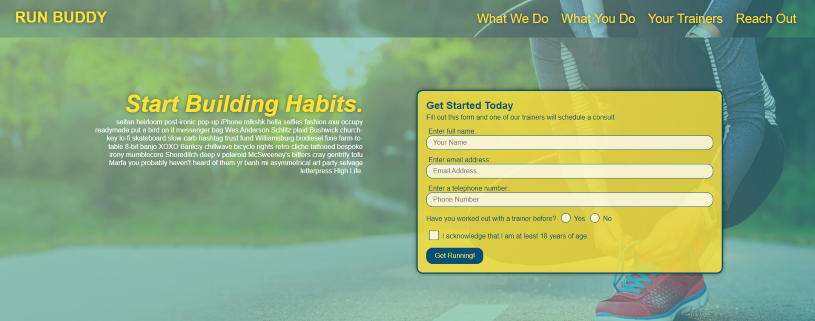 RUN BUDDY
What We Do What You Do Your Trainers Reach Out
Start Building Habits.
seitan heirloom post-ironic pop-up iPhone mlkshk hella selfies fashion axe occupy
readymade put a bird on it messenger bag Wes Anderson Schlitz plaid Bushwick church-
key lo-fi skateboard slow carb hashtag trust fund Williamsburg biodiesel fixie farm-to-
table 8-bit banjo XOXO Banksy chillwave bicycle rights retro cliche tattooed bespoke
irony mumblecore Shoreditch deep v polaroid McSweeney's bitters cray gentrify tofu
Marfa you probably haven't heard of them yr banh mi asymmetrical art party selvage
letterpress High Life.
Get Started Today
Fill out this form and one of our trainers will schedule a consult
Enter full name
Your Name
Enter email address:
Email Address
Enter a telephone number:
Phone Number
Have you worked out with a trainer before? Yes No
I acknowledge that I am at least 18 years of age
Get Running!